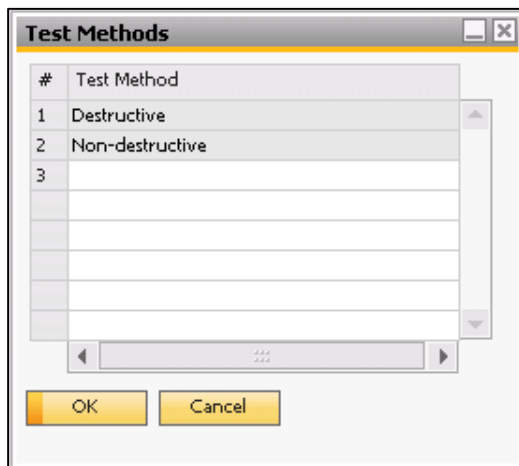 Test Methods
# Test Method
1 Destructive
2 Non-destructive
3
OK Cancel